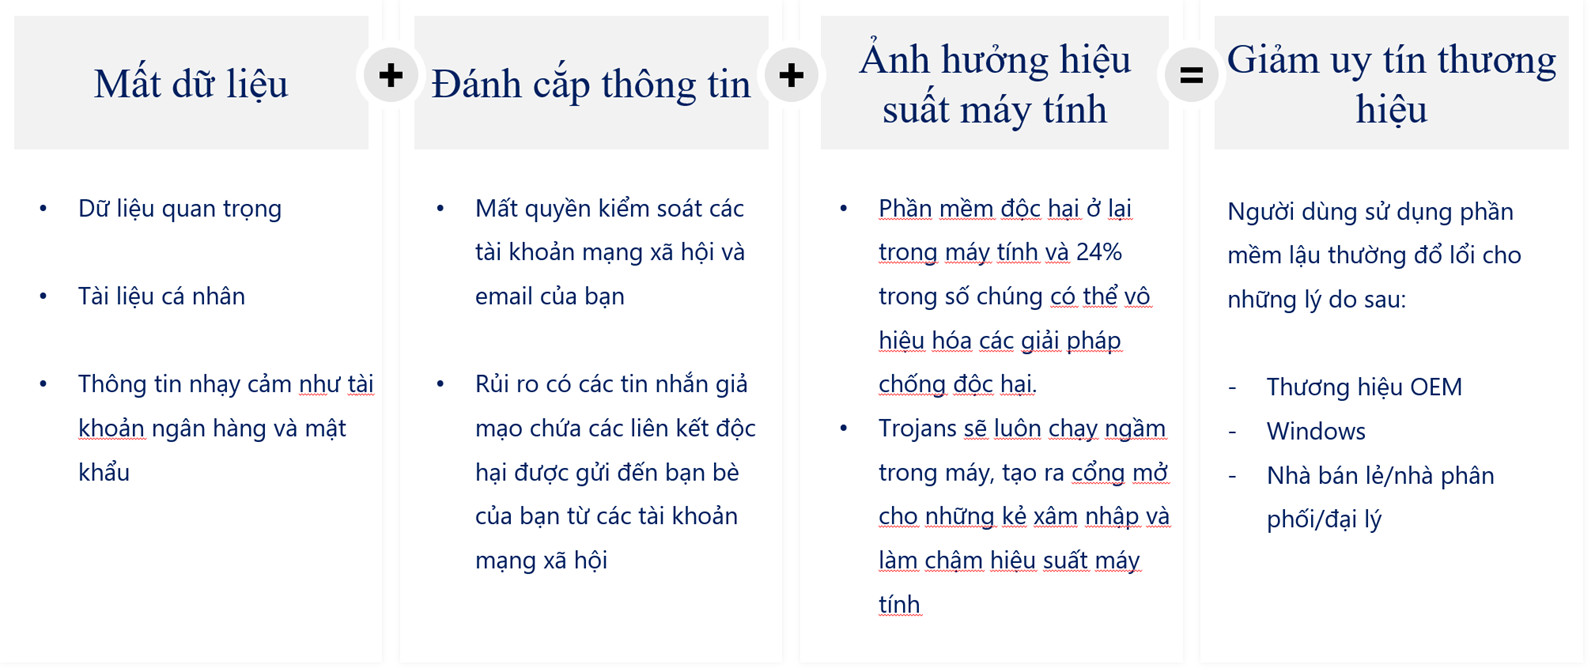 Mất dữ liệu
+
Đánh cắp thông tin
+
Ảnh hưởng hiệu
suất máy tính
=
Giảm uy tín thương
hiệu
• Dữ liệu quan trọng
• Tài liệu cá nhân
• Thông tin nhạy cảm như tài
khoản ngân hàng và mật
khẩu
• Mất quyền kiểm soát các
tài khoản mạng xã hội và
email của bạn
• Rủi ro có các tin nhắn giả
mạo chứa các liên kết độc
hại được gửi đến bạn bè
của bạn từ các tài khoản
mạng xã hội
• Phần mềm độc hại ở lại
trong máy tính và 24%
trong số chúng có thể vô
hiệu hóa các giải pháp
chống độc hại.
• Trojans sẽ luôn chạy ngầm
trong máy, tạo ra cổng mở
cho những kẻ xâm nhập và
làm chậm hiệu suất máy
tính
Người dùng sử dụng phần
mềm lậu thường đổ lỗi cho
những lý do sau:
- Thương hiệu OEM
- Windows
- Nhà bán lẻ/nhà phân
phối/đại lý